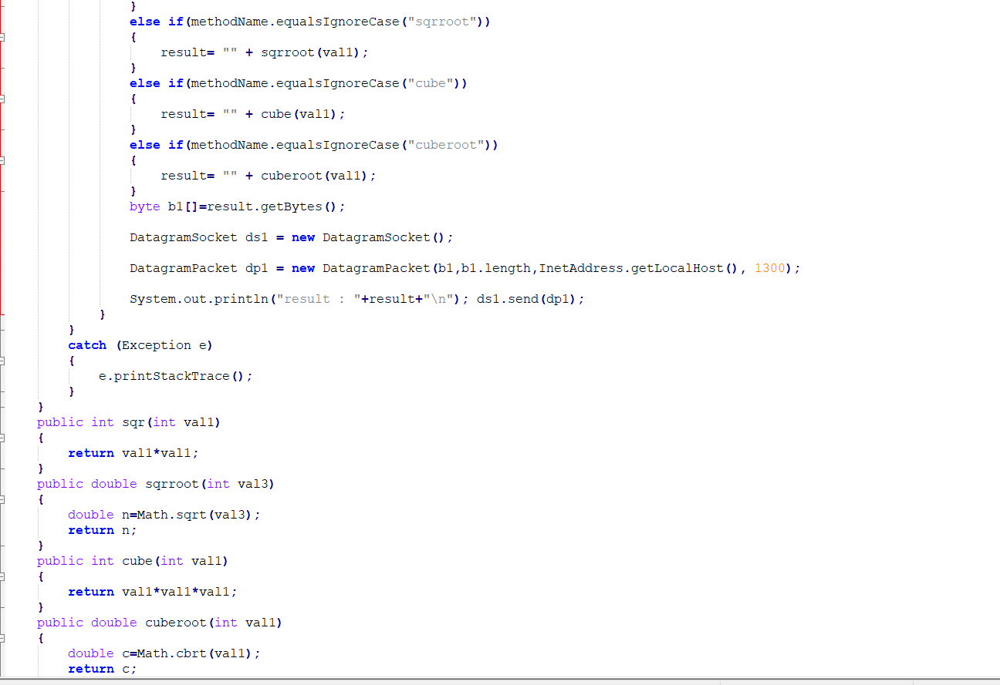 }
else if(methodName.equalsIgnoreCase("sqrroot"))
{
result= "" + sqrroot(val1);
}
else if(methodName.equalsIgnoreCase("cube"))
{
result= "" + cube(val1);
}
else if(methodName.equalsIgnoreCase("cuberoot"))
{
result= "" + cuberoot(val1);
}
byte b1[]=result.getBytes();
DatagramSocket ds1 = new DatagramSocket();
DatagramPacket dp1 = new DatagramPacket(b1,b1.length,InetAddress.getLocalHost(), 1300);
System.out.println("result : "+result+"\n"); ds1.send(dp1);
}
}
catch (Exception e)
{
e.printStackTrace();
}
}
public int sqr(int val1)
{
return val1*val1;
}
public double sqrroot(int val3)
{
double n=Math.sqrt(val3);
return n;
}
public int cube(int val1)
{
return val1*val1*val1;
}
public double cuberoot(int val1)
{
double c=Math.cbrt(val1);
return c;